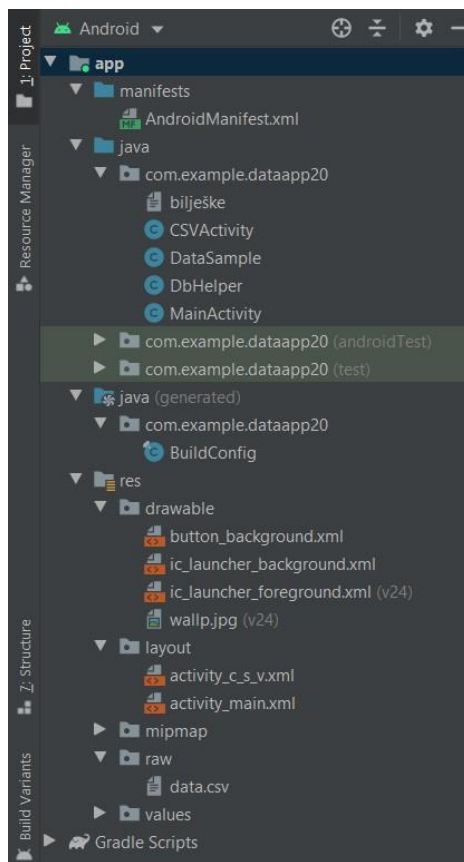 Android
app
manifests
MF
AndroidManifest.xml
java
com.example.dataapp20
bilješke
C CSVActivity
C DataSample
C DbHelper
C MainActivity
com.example.dataapp20 (androidTest)
com.example.dataapp20 (test)
java (generated)
com.example.dataapp20
C BuildConfig
res
drawable
button_background.xml
ic_launcher_background.xml
ic_launcher_foreground.xml (v24)
wallp.jpg (v24)
layout
activity_c_s_v.xml
activity_main.xml
mipmap
raw
data.csv
values
Gradle Scripts
1: Project
Resource Manager
Z: Structure
Build Variants